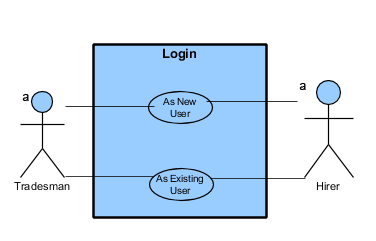 Login
a
a
As New
User
As Existing
User
Tradesman
Hirer